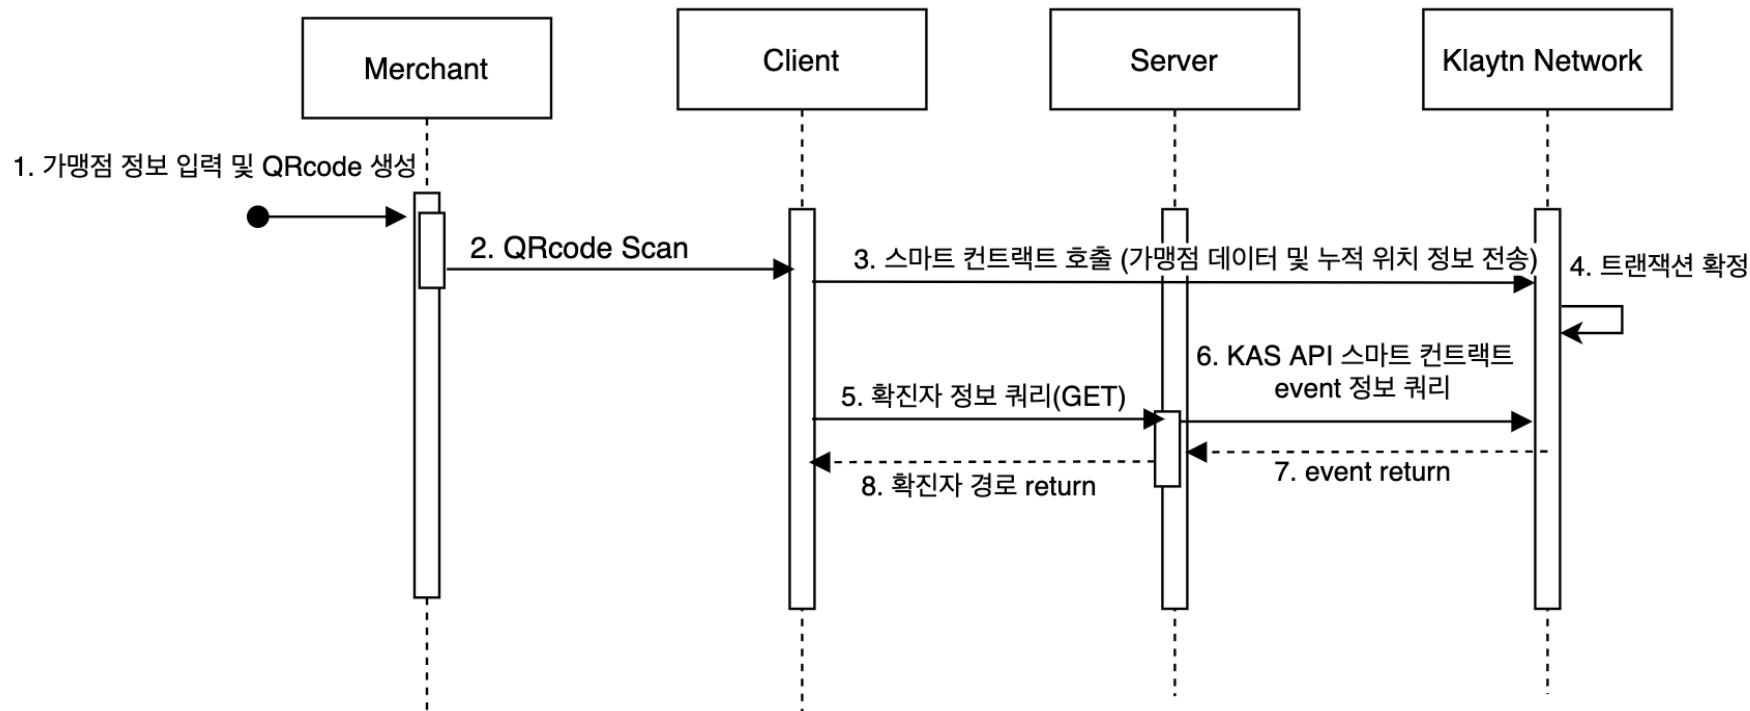 Merchant
Client
Server
Klaytn Network
1. 가맹점 정보 입력 및 QRcode 생성
2. QRcode Scan
3. 스마트 컨트랙트 호출 (가맹점 데이터 및 누적 위치 정보 전송)
4. 트랜잭션 확정
5. 확진자 정보 쿼리(GET)
6. KAS API 스마트 컨트랙트
event 정보 쿼리
7. event return
8. 확진자 경로 return